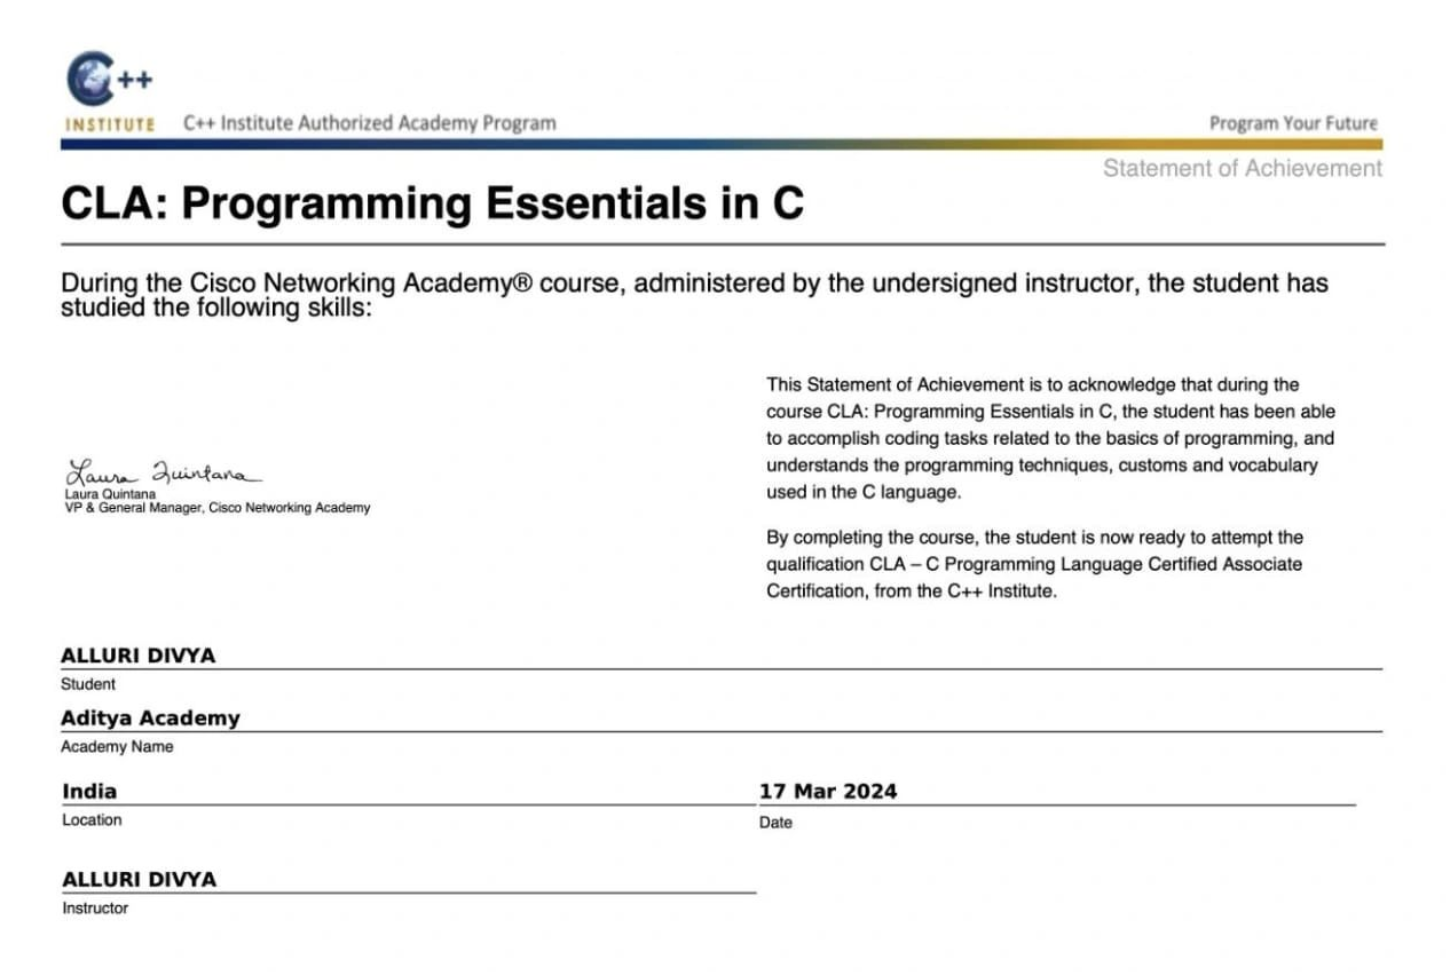 C++
INSTITUTE
C++ Institute Authorized Academy Program
Program Your Future
Statement of Achievement
CLA: Programming Essentials in C
During the Cisco Networking Academy® course, administered by the undersigned instructor, the student has
studied the following skills:
This Statement of Achievement is to acknowledge that during the
course CLA: Programming Essentials in C, the student has been able
to accomplish coding tasks related to the basics of programming, and
understands the programming techniques, customs and vocabulary
used in the C language.
By completing the course, the student is now ready to attempt the
qualification CLA – C Programming Language Certified Associate
Certification, from the C++ Institute.
Laura Quintana
Laura Quintana
VP & General Manager, Cisco Networking Academy
ALLURI DIVYA
Student
Aditya Academy
Academy Name
India
Location
17 Mar 2024
Date
ALLURI DIVYA
Instructor